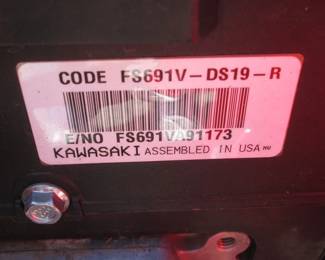 CODE FS691V-DS19-R
E/NO FS691VA91173
KAWASAKI ASSEMBLED IN USA